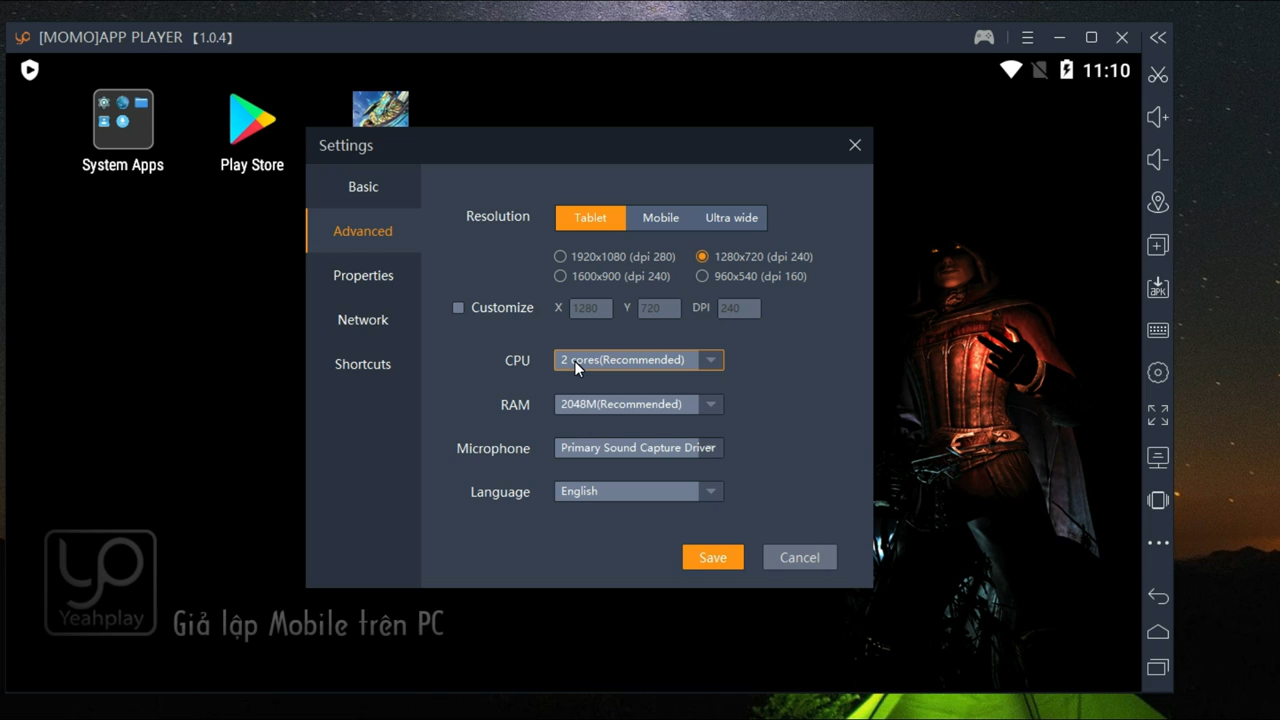 [MOMO]APP PLAYER 【1.0.4】
11:10
System Apps
Play Store
Settings
Basic
Advanced
Properties
Network
Shortcuts
Resolution
Tablet Mobile Ultra wide
1920x1080 (dpi 280) 1280x720 (dpi 240)
1600x900 (dpi 240) 960x540 (dpi 160)
Customize X 1280 Y 720 DPI 240
CPU 2 cores(Recommended)
RAM 2048M(Recommended)
Microphone Primary Sound Capture Driver
Language English
Save Cancel
APK
yo
Yeahplay
Giả lập Mobile trên PC